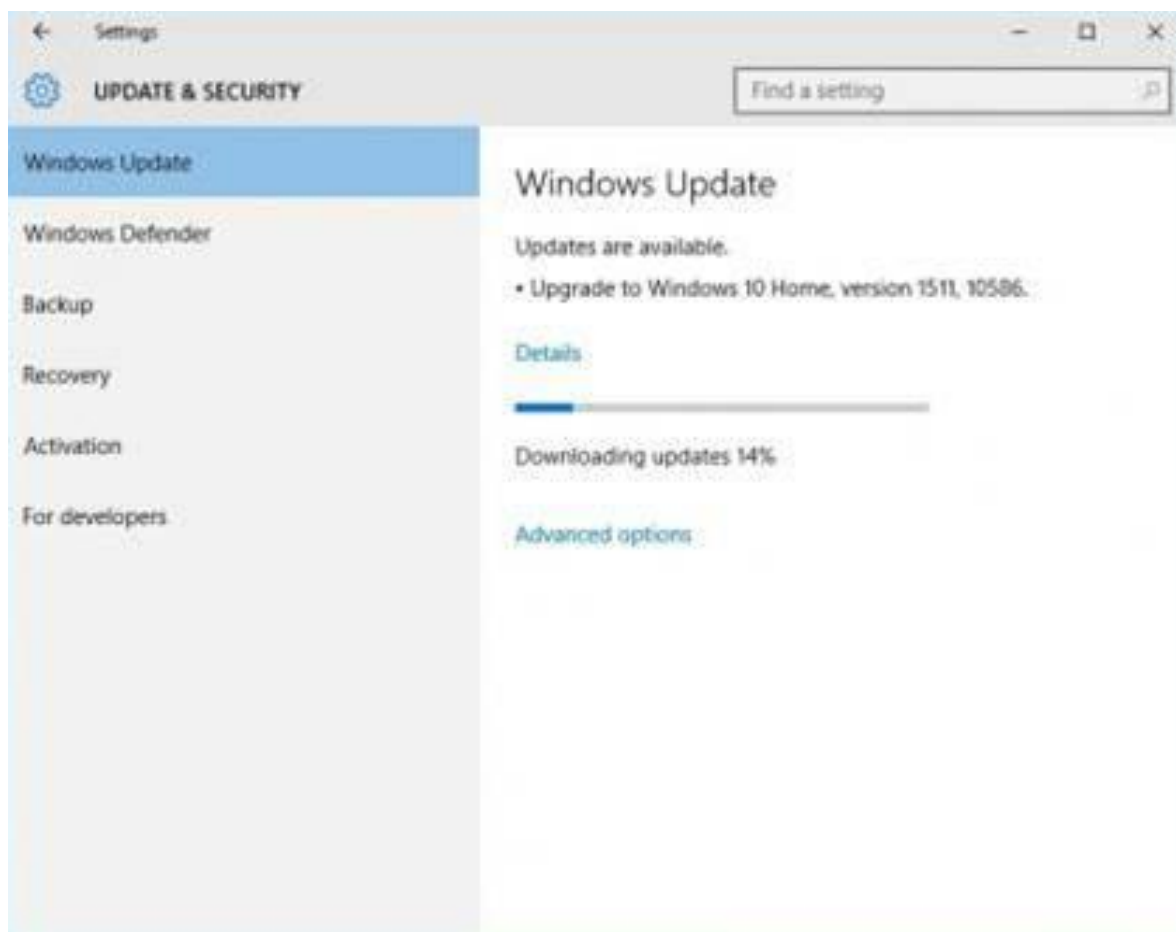 Settings
UPDATE & SECURITY
Find a setting
Windows Update
Windows Defender
Backup
Recovery
Activation
For developers
Windows Update
Updates are available.
• Upgrade to Windows 10 Home, version 1511, 10586.
Details
Downloading updates 14%
Advanced options